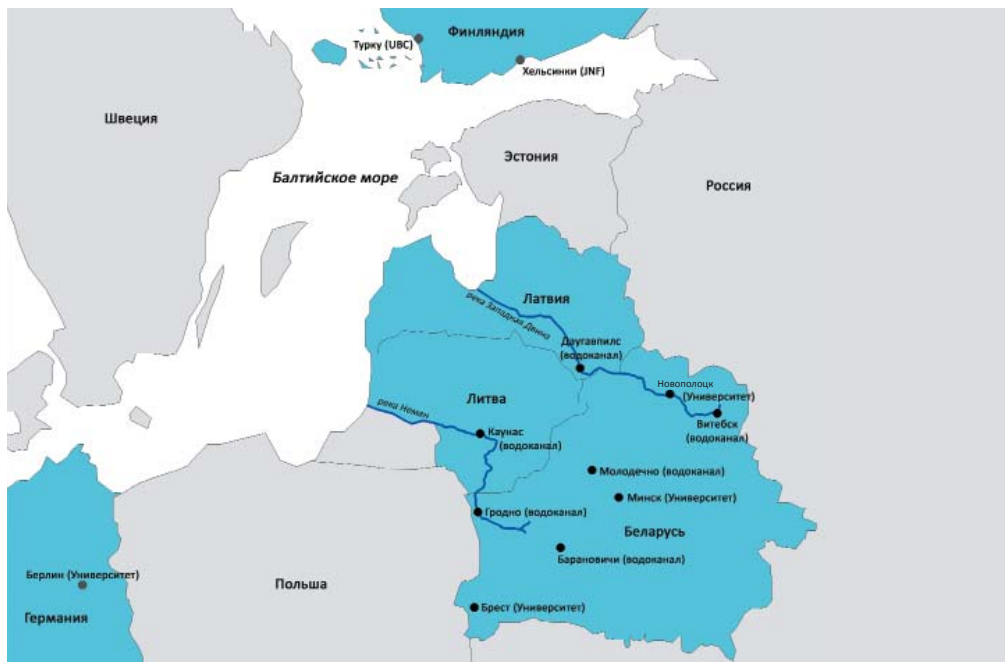 Финляндия
Турку (UBC)
Хельсинки (JNF)
Швеция
Эстония
Балтийское море
Россия
река Западная Двина
Латвия
Даугавпилс
(водоканал)
Новополоцк
(Университет)
Витебск
(водоканал)
Литва
река Неман
Каунас
(водоканал)
Молодечно (водоканал)
Минск (Университет)
Гродно (водоканал)
Беларусь
Барановичи (водоканал)
Берлин (Университет)
Польша
Брест (Университет)
Германия